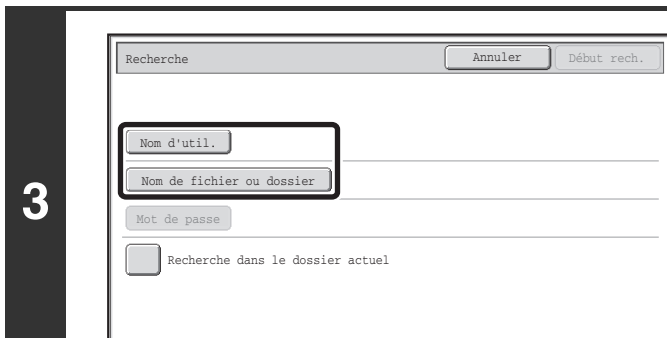 3
Recherche Annuler Début rech.
Nom d'util.
Nom de fichier ou dossier
Mot de passe
Recherche dans le dossier actuel